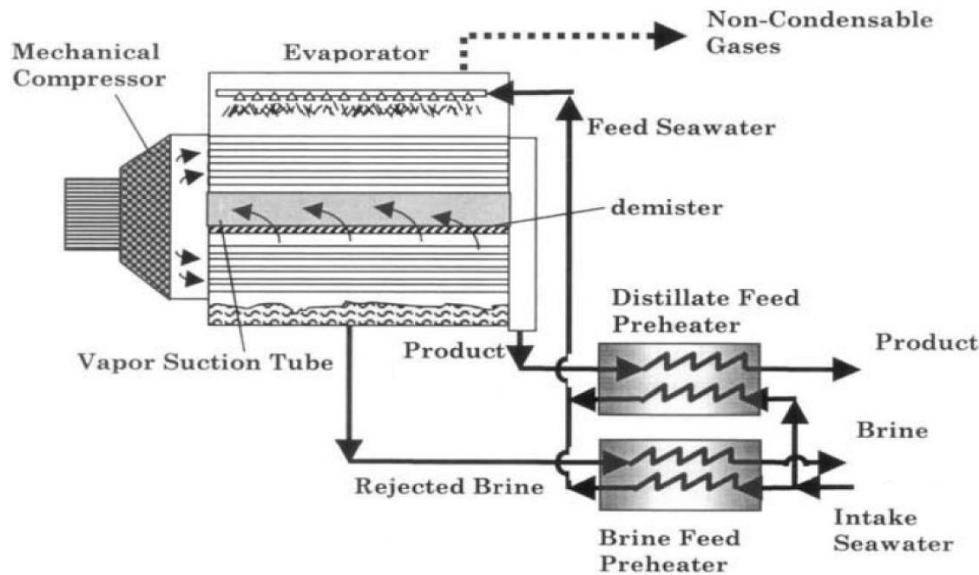 Non-Condensable
Gases
Mechanical
Compressor
Evaporator
Feed Seawater
demister
Vapor Suction Tube
Product
Distillate Feed
Preheater
Product
Brine
Rejected Brine
Brine Feed
Preheater
Intake
Seawater